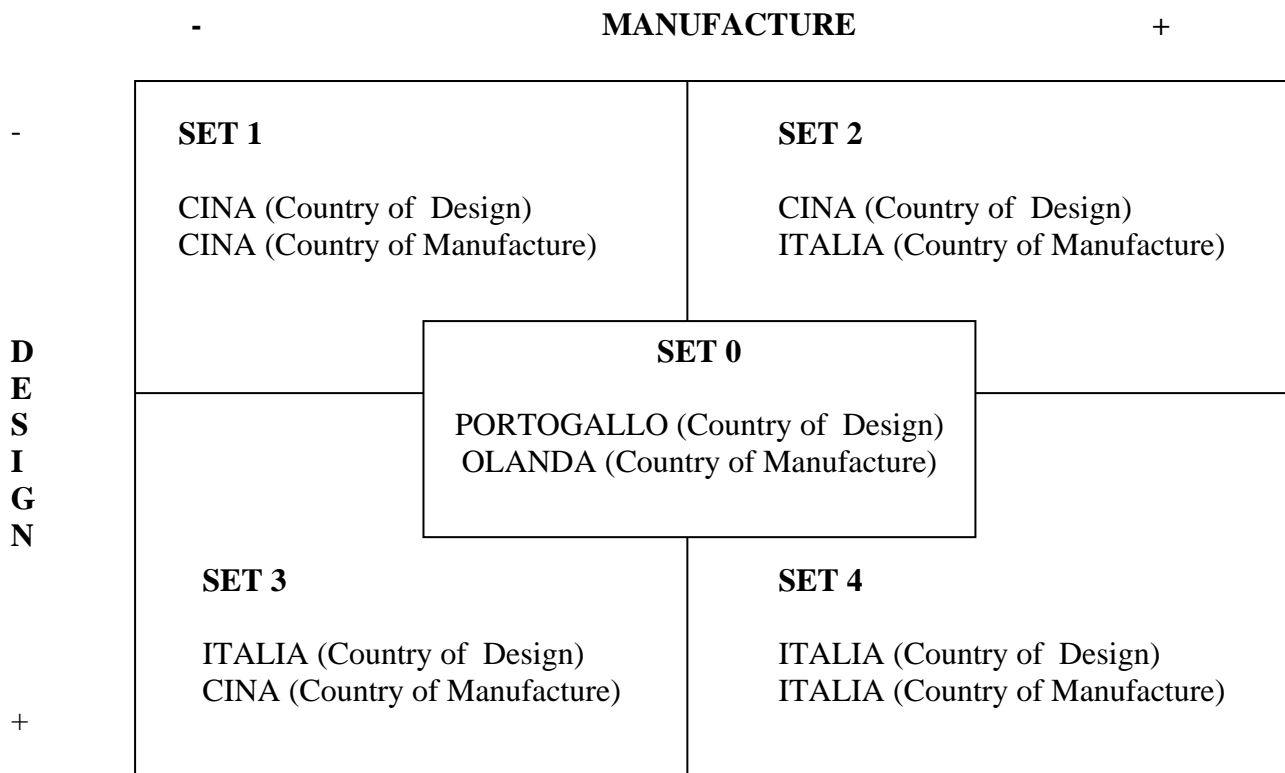 - MANUFACTURE +
-
SET 1
CINA (Country of Design)
CINA (Country of Manufacture)
SET 2
CINA (Country of Design)
ITALIA (Country of Manufacture)
D
E
S
I
G
N
SET 0
PORTOGALLO (Country of Design)
OLANDA (Country of Manufacture)
SET 3
ITALIA (Country of Design)
CINA (Country of Manufacture)
SET 4
ITALIA (Country of Design)
ITALIA (Country of Manufacture)
+